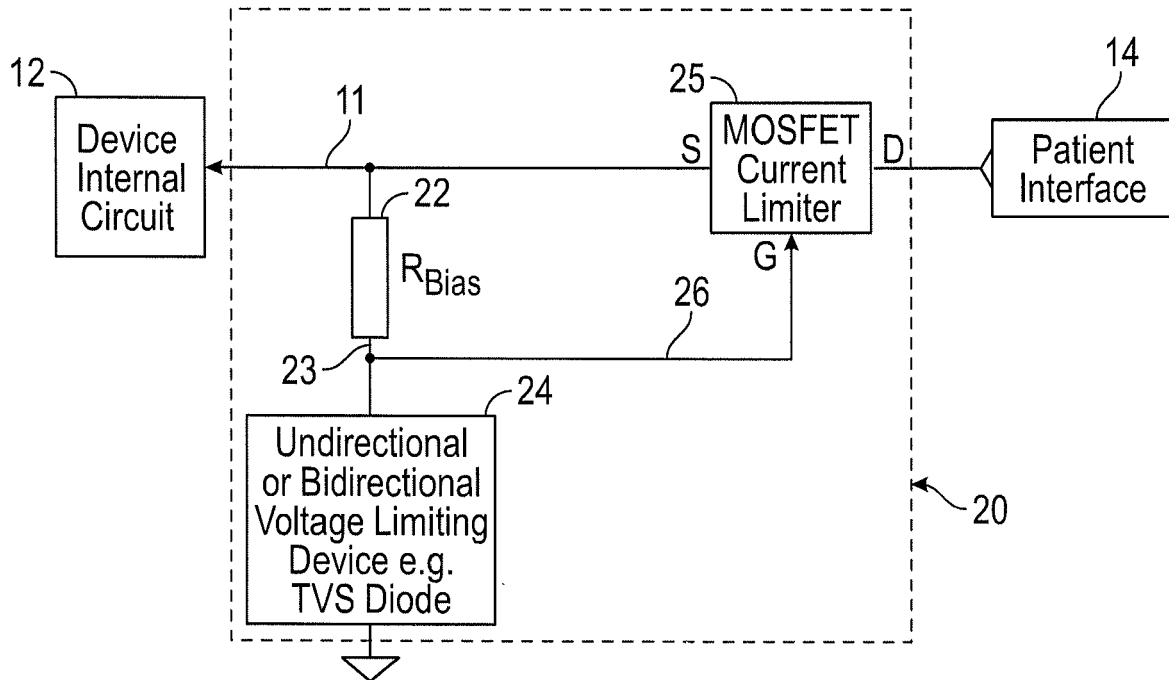 12
Device
Internal
Circuit
11
22
R_Bias
23
S
25
MOSFET
Current
Limiter
D
G
14
Patient
Interface
26
24
Undirectional
or Bidirectional
Voltage Limiting
Device e.g.
TVS Diode
20